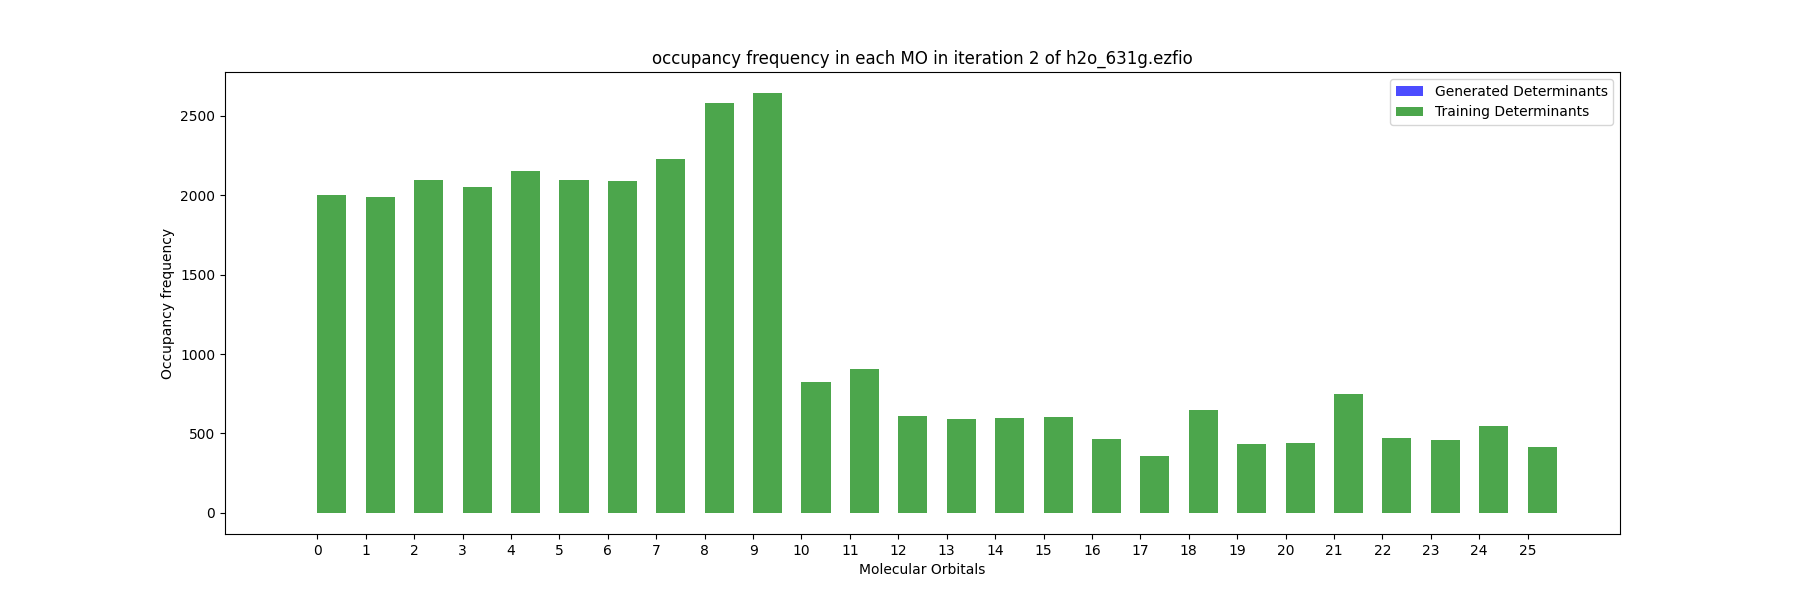 occupancy frequency in each MO in iteration 2 of h2o_631g.ezfio
Generated Determinants
Training Determinants
2500
2000
1500
1000
500
0
Occupancy frequency
0 1 2 3 4 5 6 7 8 9 10 11 12 13 14 15 16 17 18 19 20 21 22 23 24 25
Molecular Orbitals